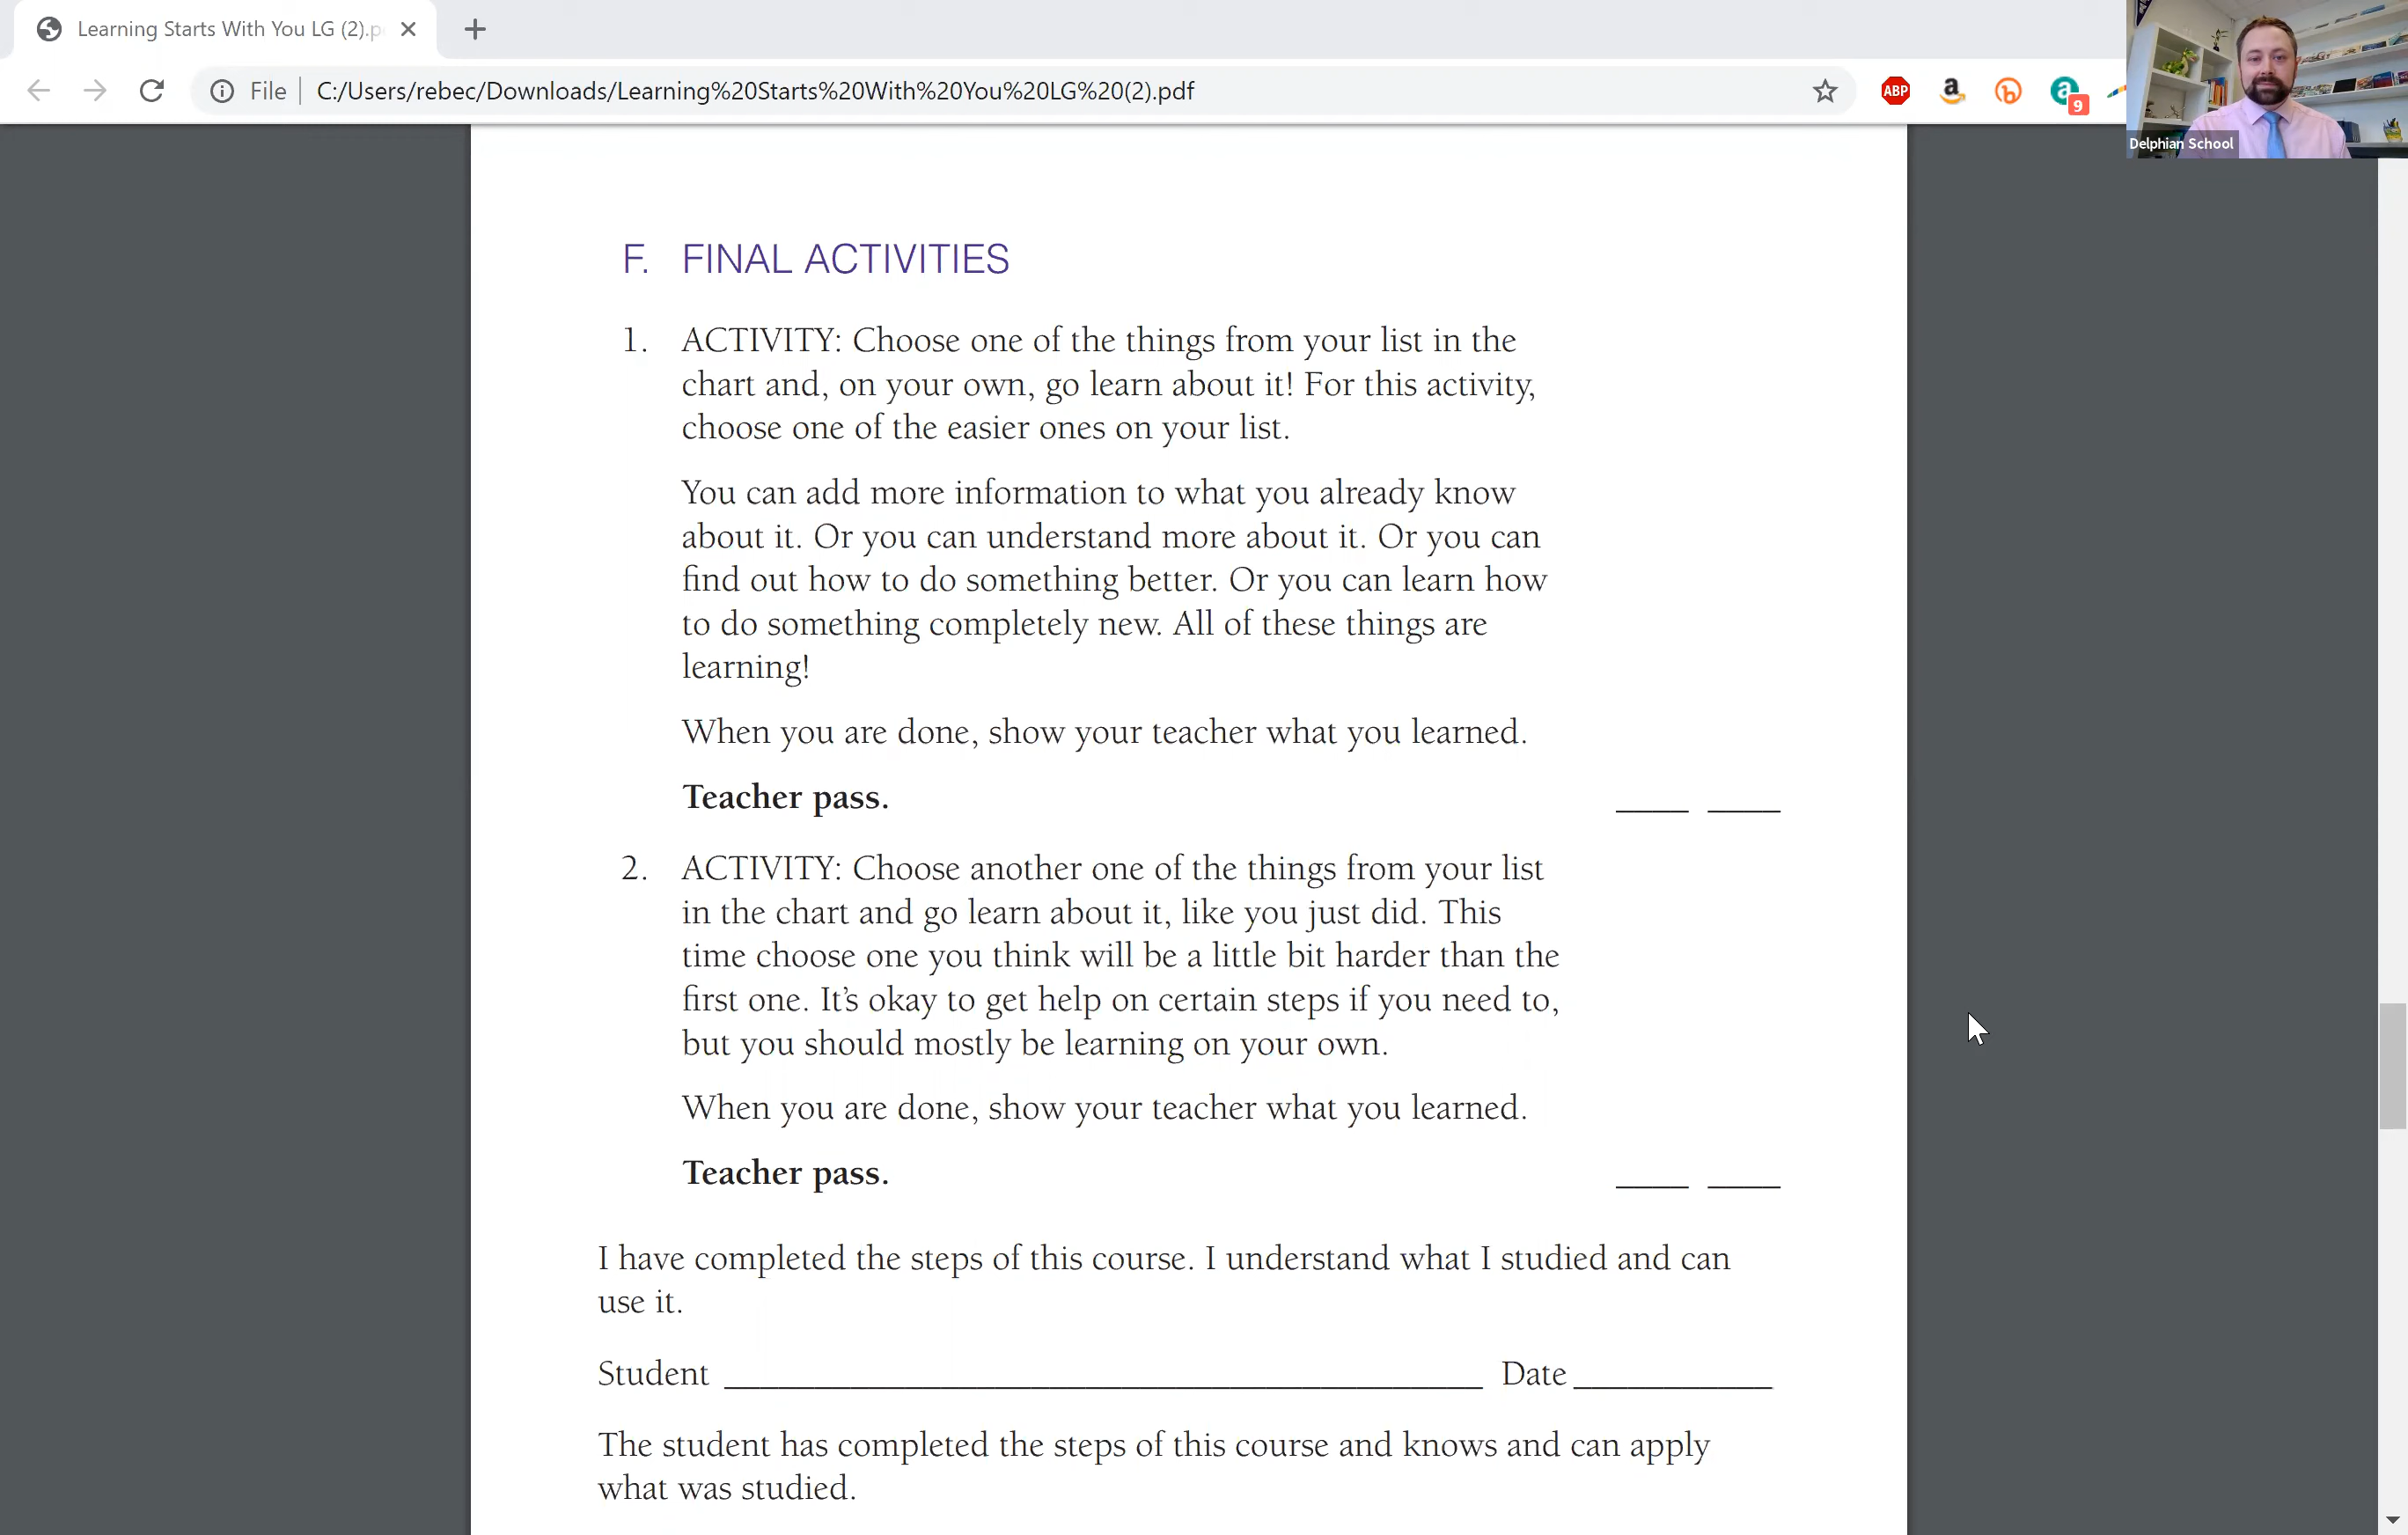 Learning Starts With You LG (2).p
File
C:/Users/rebec/Downloads/Learning%20Starts%20With%20You%20LG%20(2).pdf
ABP
a
b
a
9
Delphian School
F. FINAL ACTIVITIES
1. ACTIVITY: Choose one of the things from your list in the
chart and, on your own, go learn about it! For this activity,
choose one of the easier ones on your list.
You can add more information to what you already know
about it. Or you can understand more about it. Or you can
find out how to do something better. Or you can learn how
to do something completely new. All of these things are
learning!
When you are done, show your teacher what you learned.
Teacher pass. ____ ____
2. ACTIVITY: Choose another one of the things from your list
in the chart and go learn about it, like you just did. This
time choose one you think will be a little bit harder than the
first one. It’s okay to get help on certain steps if you need to,
but you should mostly be learning on your own.
When you are done, show your teacher what you learned.
Teacher pass. ____ ____
I have completed the steps of this course. I understand what I studied and can
use it.
Student ____ Date ____
The student has completed the steps of this course and knows and can apply
what was studied.